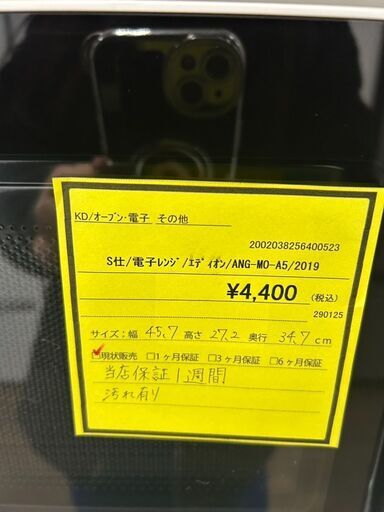 KD/オーブン・電子 その他
2002038256400523
S仕/電子レンジ/エディオン/ANG-MO-A5/2019
¥4,400 (税込)
290125
サイズ:幅 45.7 高さ 27.2 奥行 34.7 cm
☑現状販売 □1ヶ月保証 □3ヶ月保証 □6ヶ月保証
当店保証1週間
汚れ有り